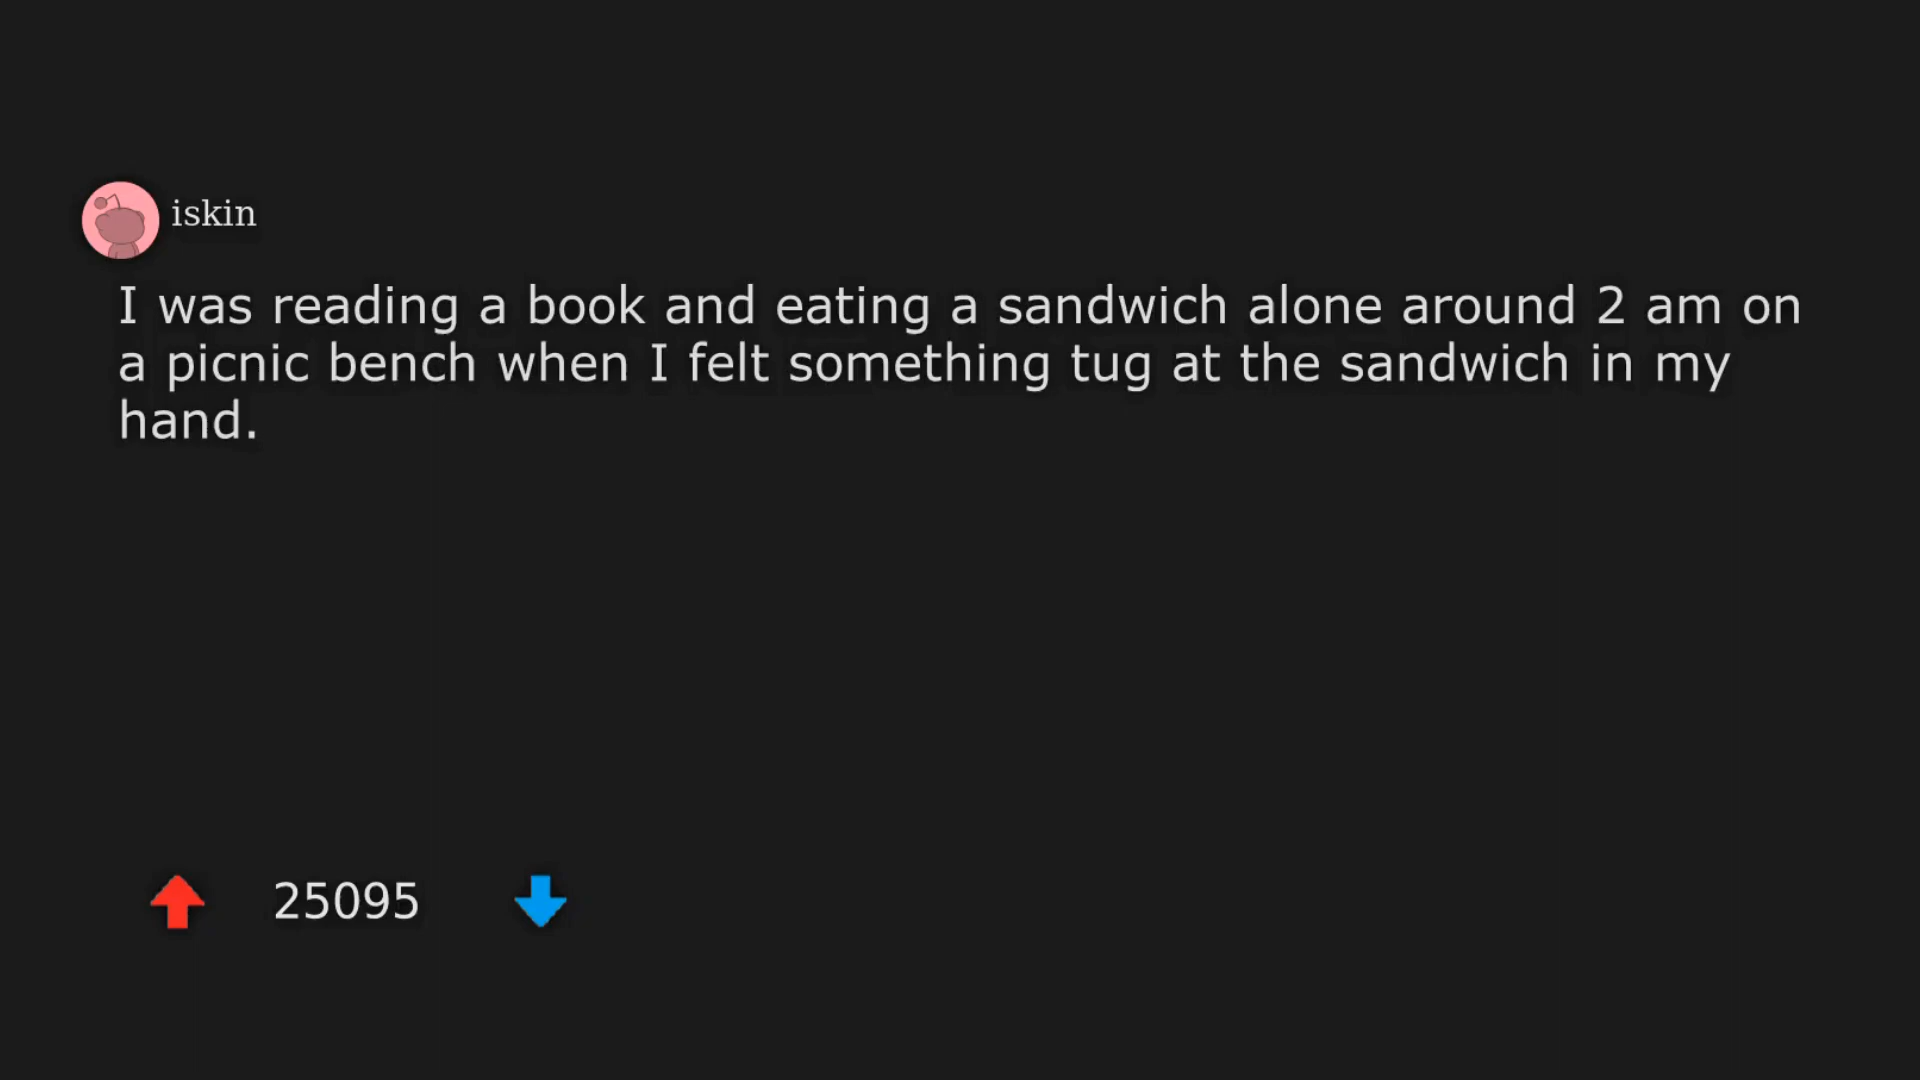 iskin
I was reading a book and eating a sandwich alone around 2 am on
a picnic bench when I felt something tug at the sandwich in my
hand.
25095